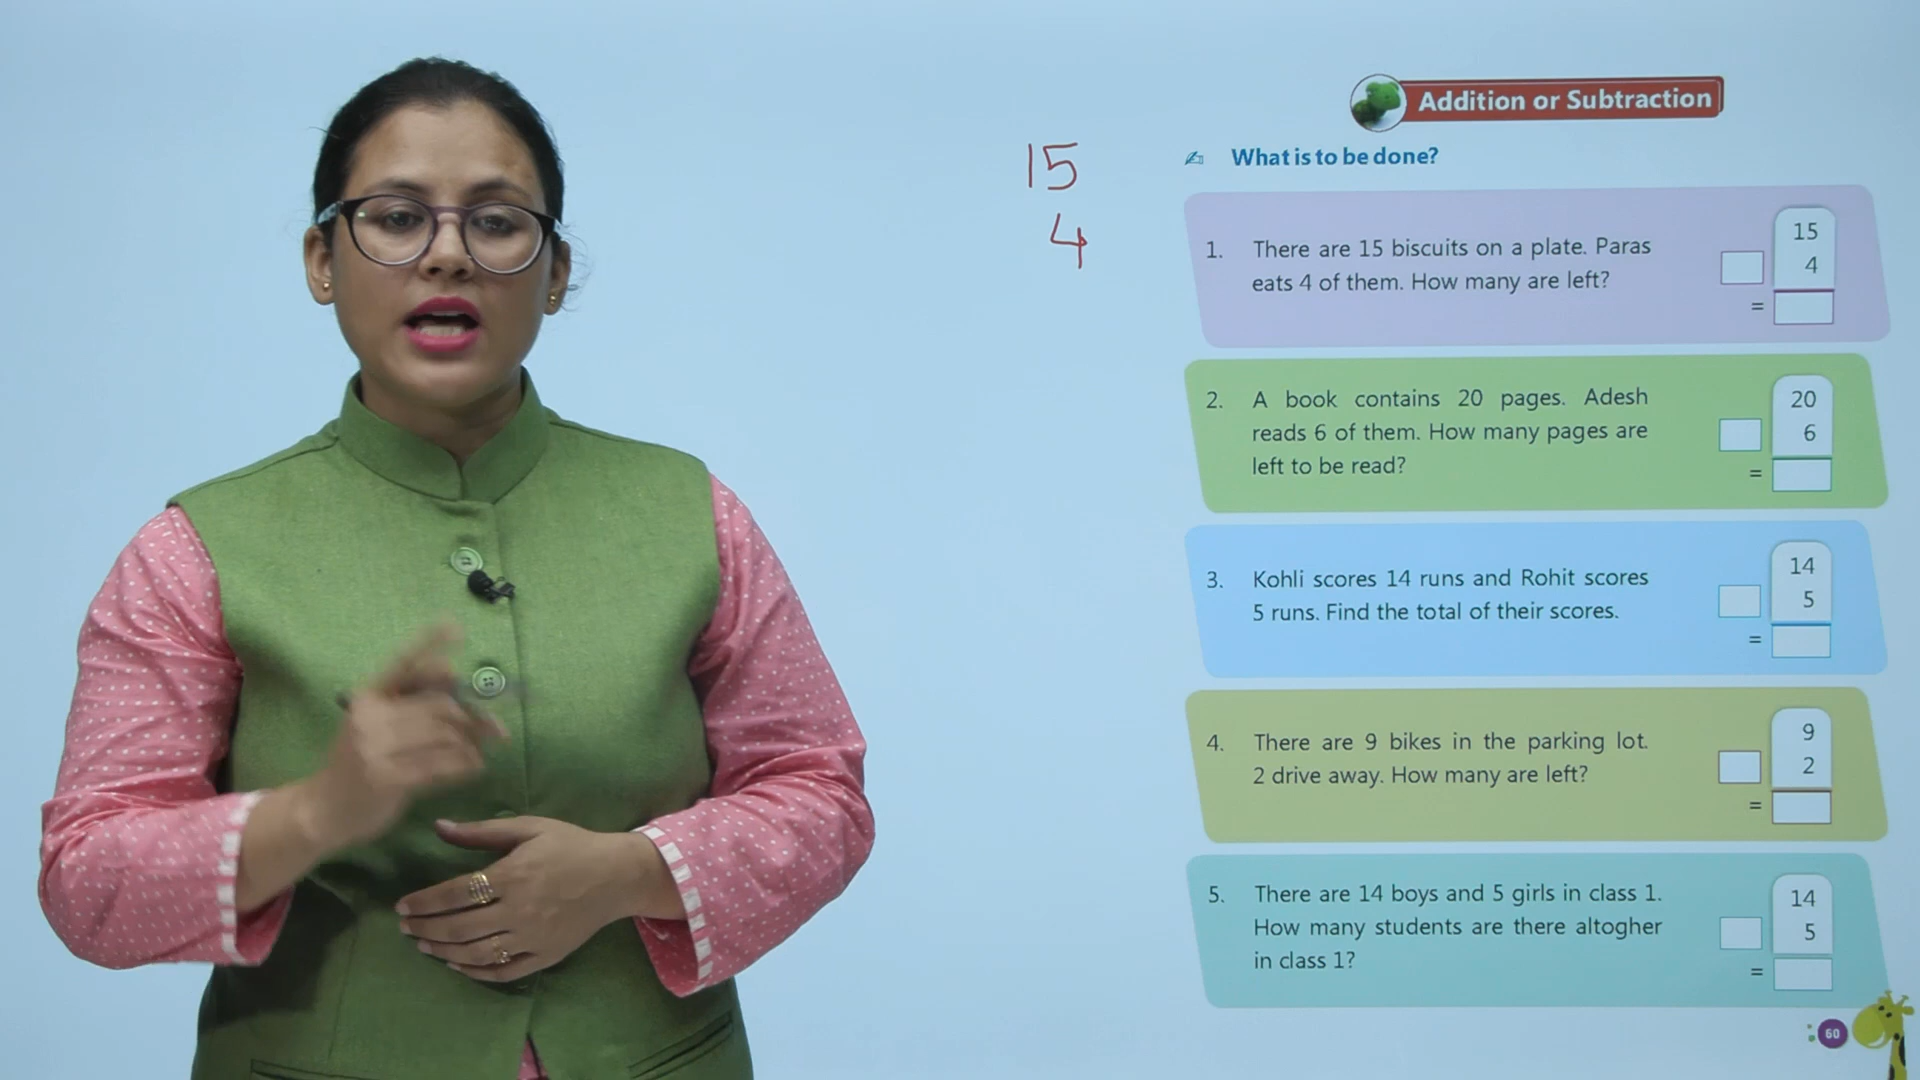 Addition or Subtraction
What is to be done?
15
4
1. There are 15 biscuits on a plate. Paras
eats 4 of them. How many are left?
15
4
=
2. A book contains 20 pages. Adesh
reads 6 of them. How many pages are
left to be read?
20
6
=
3. Kohli scores 14 runs and Rohit scores
5 runs. Find the total of their scores.
14
5
=
4. There are 9 bikes in the parking lot.
2 drive away. How many are left?
9
2
=
5. There are 14 boys and 5 girls in class 1.
How many students are there altogher
in class 1?
14
5
=
60